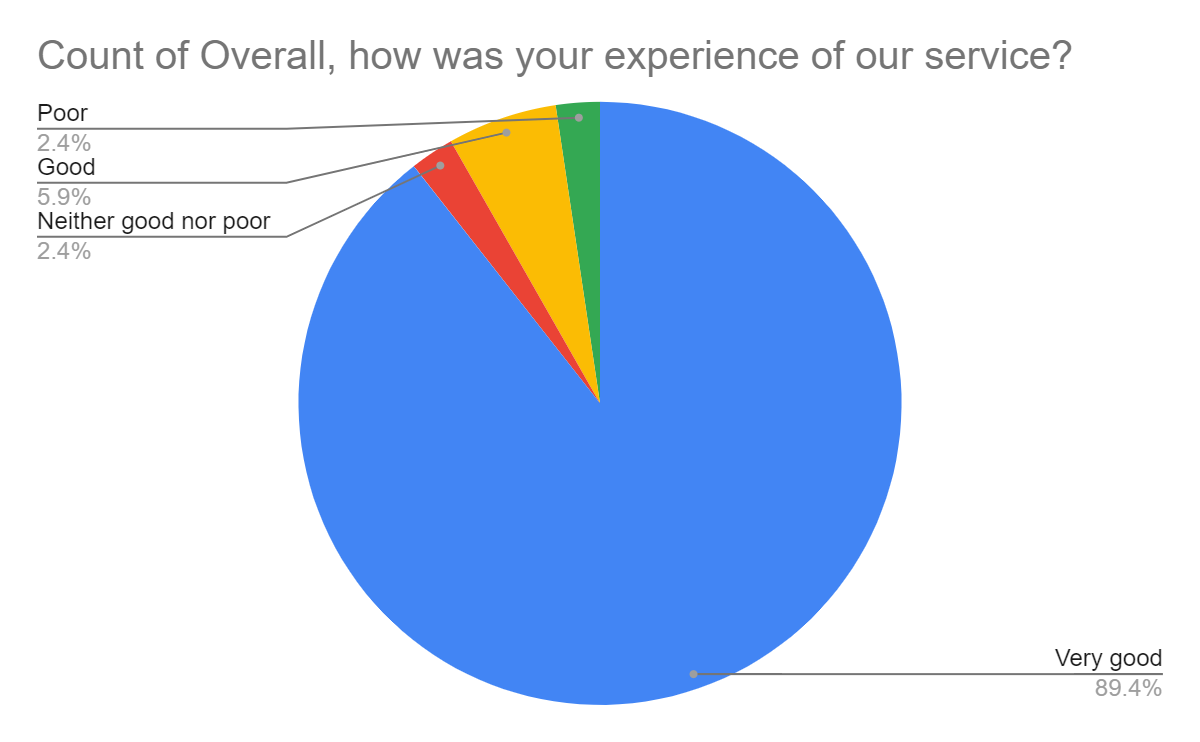 Count of Overall, how was your experience of our service?
Poor
2.4%
Good
5.9%
Neither good nor poor
2.4%
Very good
89.4%